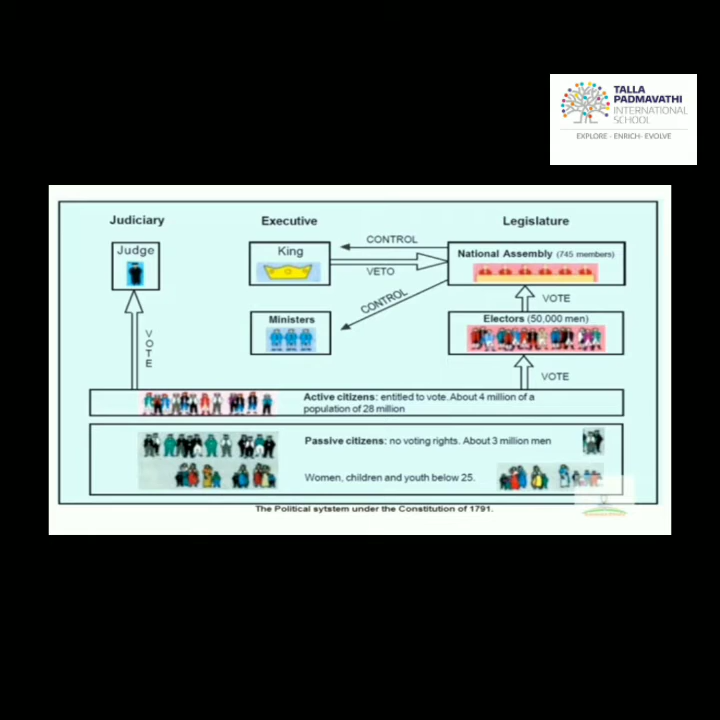 TALLA
PADMAVATHI
INTERNATIONAL
SCHOOL
EXPLORE - ENRICH- EVOLVE
Judiciary
Executive
Legislature
Judge
King
CONTROL
VETO
National Assembly (745 members)
CONTROL
VOTE
Ministers
Electors (50,000 men)
VOTE
VOTE
Active citizens: entitled to vote. About 4 million of a
population of 28 million
Passive citizens: no voting rights. About 3 million men
Women, children and youth below 25.
The Political sytstem under the Constitution of 1791.